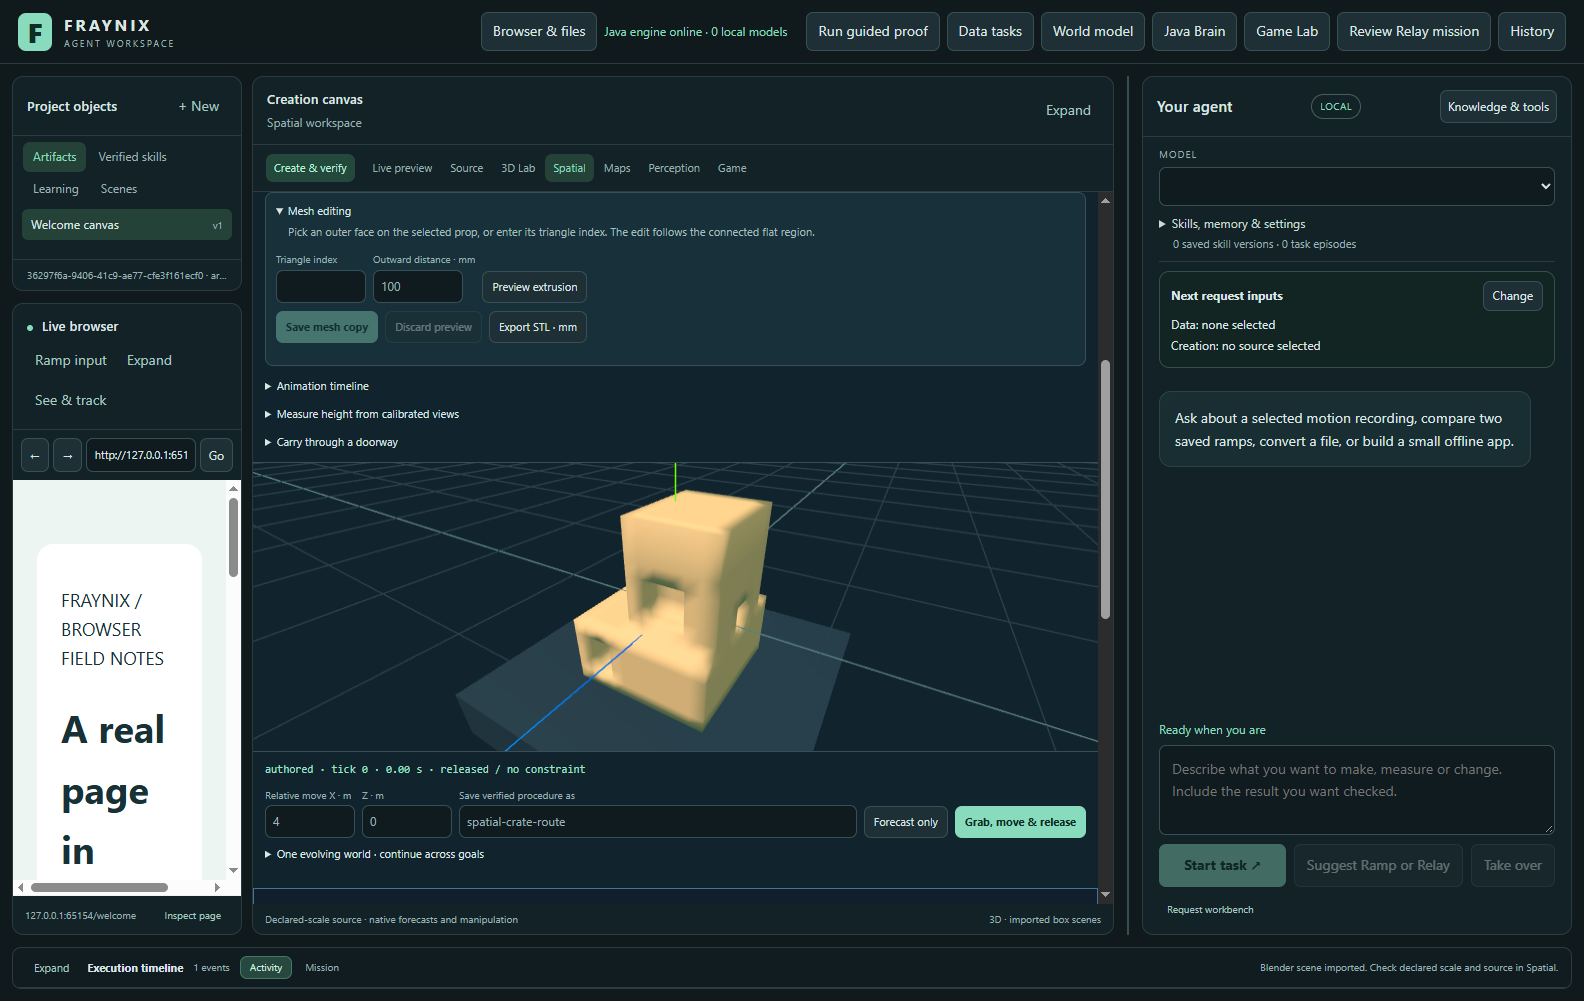 F
FRAYNIX
AGENT WORKSPACE
Browser & files
Java engine online · 0 local models
Run guided proof
Data tasks
World model
Java Brain
Game Lab
Review Relay mission
History
Project objects
+ New
Artifacts
Verified skills
Learning
Scenes
Welcome canvas
v1
36297f6a-9406-41c9-ae77-cfe3f161ecf0 · ar...
Live browser
Ramp input
Expand
See & track
←
→
http://127.0.0.1:651
Go
FRAYNIX /
BROWSER
FIELD NOTES
A real
page
in
127.0.0.1:65154/welcome
Inspect page
Creation canvas
Spatial workspace
Expand
Create & verify
Live preview
Source
3D Lab
Spatial
Maps
Perception
Game
Mesh editing
Pick an outer face on the selected prop, or enter its triangle index. The edit follows the connected flat region.
Triangle index
Outward distance · mm
100
Preview extrusion
Save mesh copy
Discard preview
Export STL · mm
Animation timeline
Measure height from calibrated views
Carry through a doorway
authored · tick 0 · 0.00 s · released / no constraint
Relative move X · m
Z · m
Save verified procedure as
4
0
spatial-crate-route
Forecast only
Grab, move & release
One evolving world · continue across goals
Declared-scale source · native forecasts and manipulation
3D · imported box scenes
Your agent
LOCAL
Knowledge & tools
MODEL
Skills, memory & settings
0 saved skill versions · 0 task episodes
Next request inputs
Change
Data: none selected
Creation: no source selected
Ask about a selected motion recording, compare two
saved ramps, convert a file, or build a small offline app.
Ready when you are
Describe what you want to make, measure or change.
Include the result you want checked.
Start task ↗
Suggest Ramp or Relay
Take over
Request workbench
Expand
Execution timeline
1 events
Activity
Mission
Blender scene imported. Check declared scale and source in Spatial.